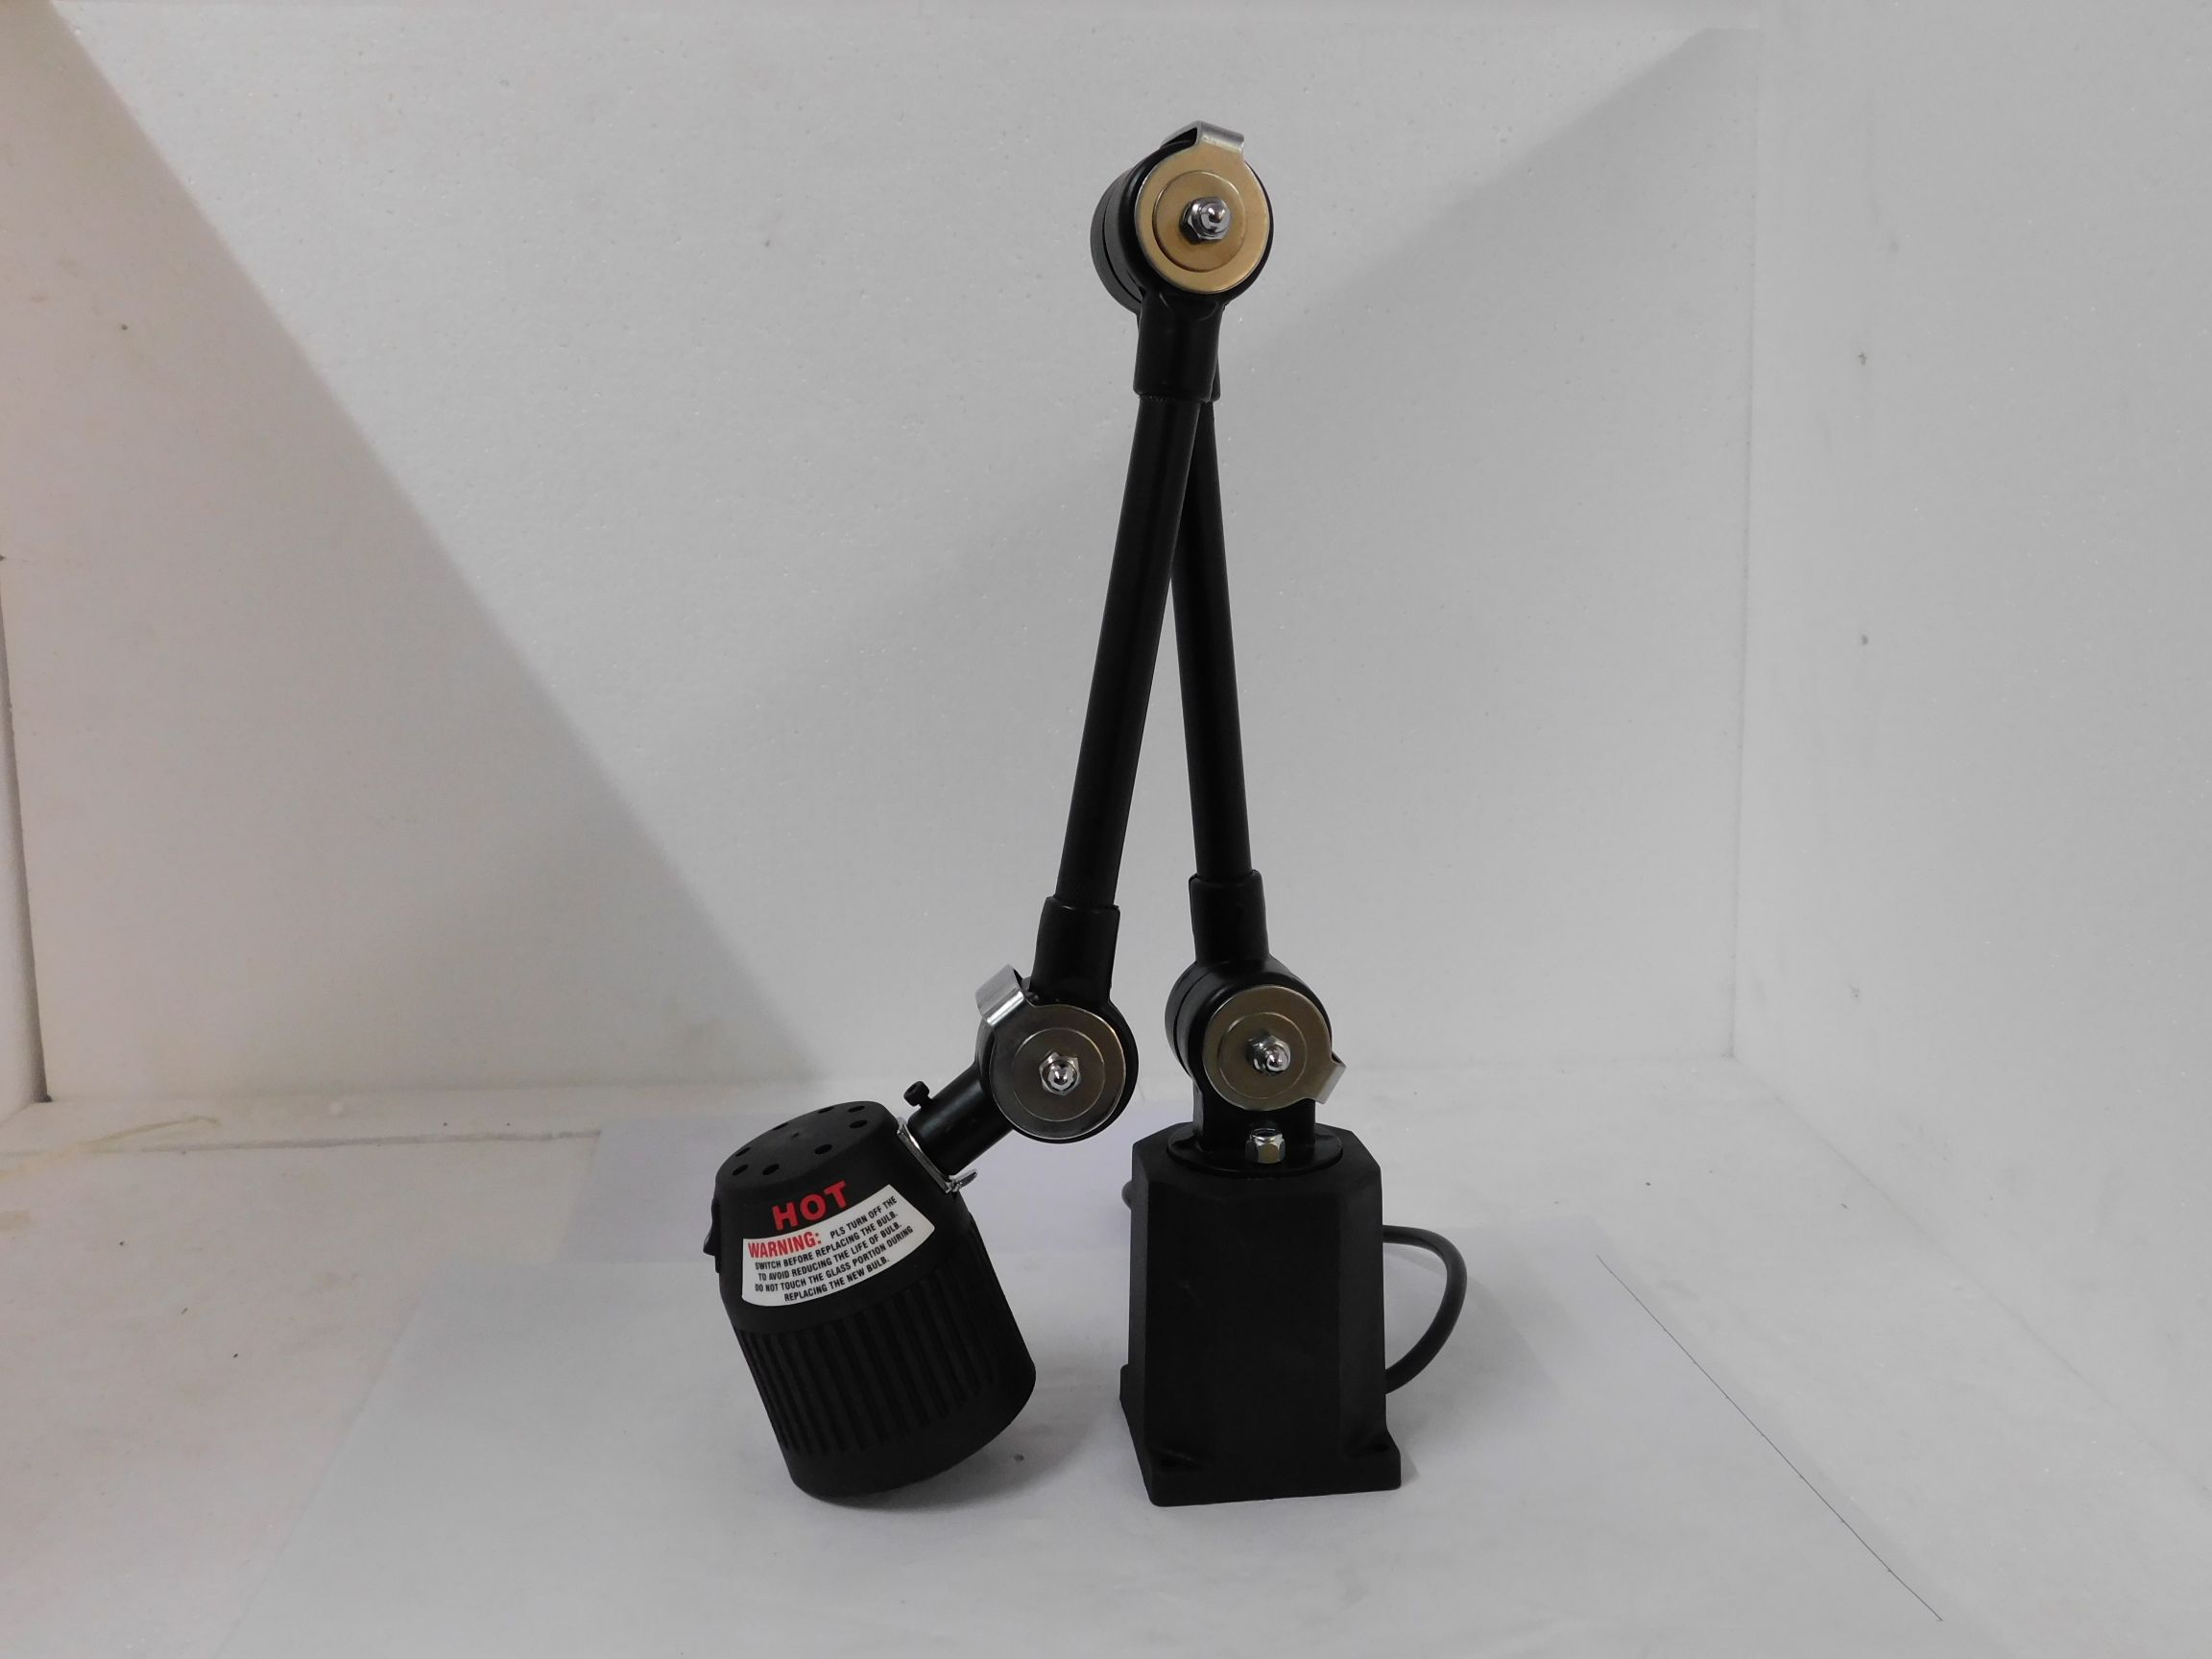 HOT
WARNING: PLS TURN OFF THE
SWITCH BEFORE REPLACING THE BULB.
TO AVOID REDUCING THE LIFE OF BULB.
DO NOT TOUCH THE GLASS PORTION DURING
REPLACING THE NEW BULB.